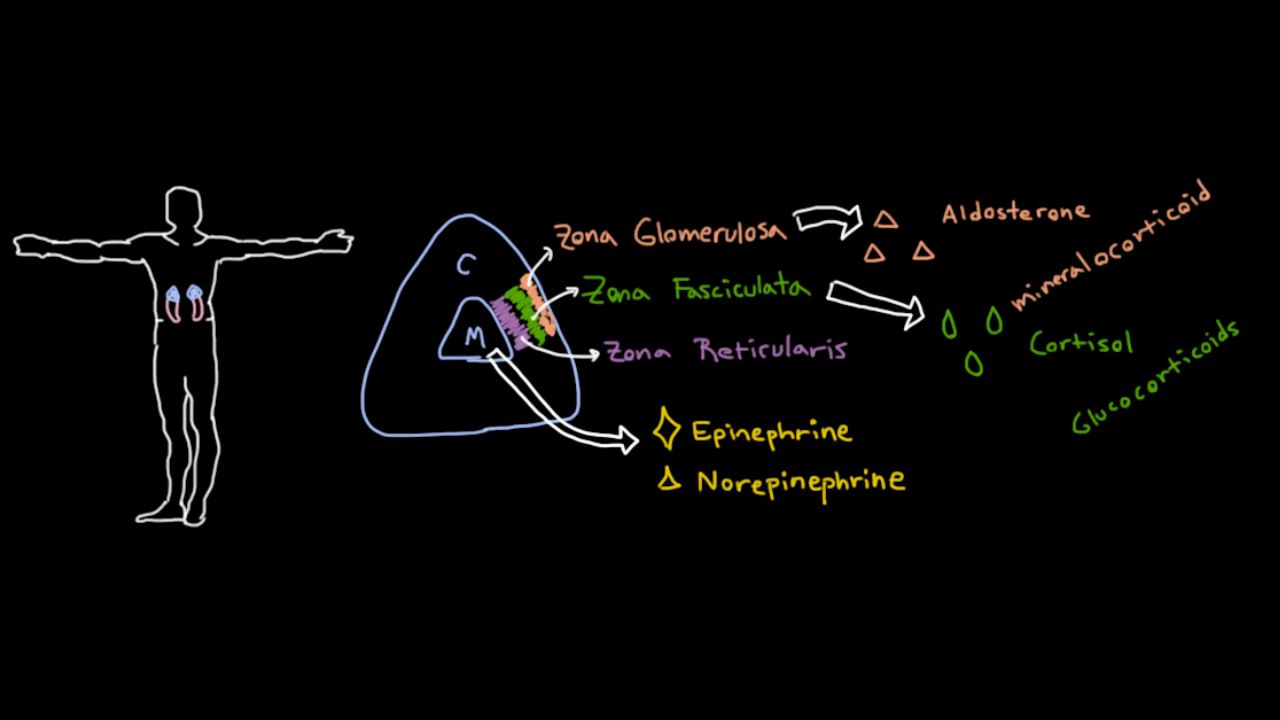 C
M
Zona Glomerulosa
Aldosterone
mineralocorticoid
Zona Fasciculata
Cortisol
Glucocorticoids
Zona Reticularis
Epinephrine
Norepinephrine